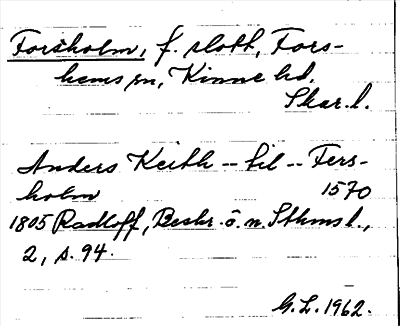 Forsholm, f. slott, Fors-
hems sn, Kinne hd.
Skar. l.
Anders Keith -- til -- Fers-
holm 1570
1805 Radloff, Beskr. ö. n. Sthms l.,
2, s. 94.
G.L. 1962.